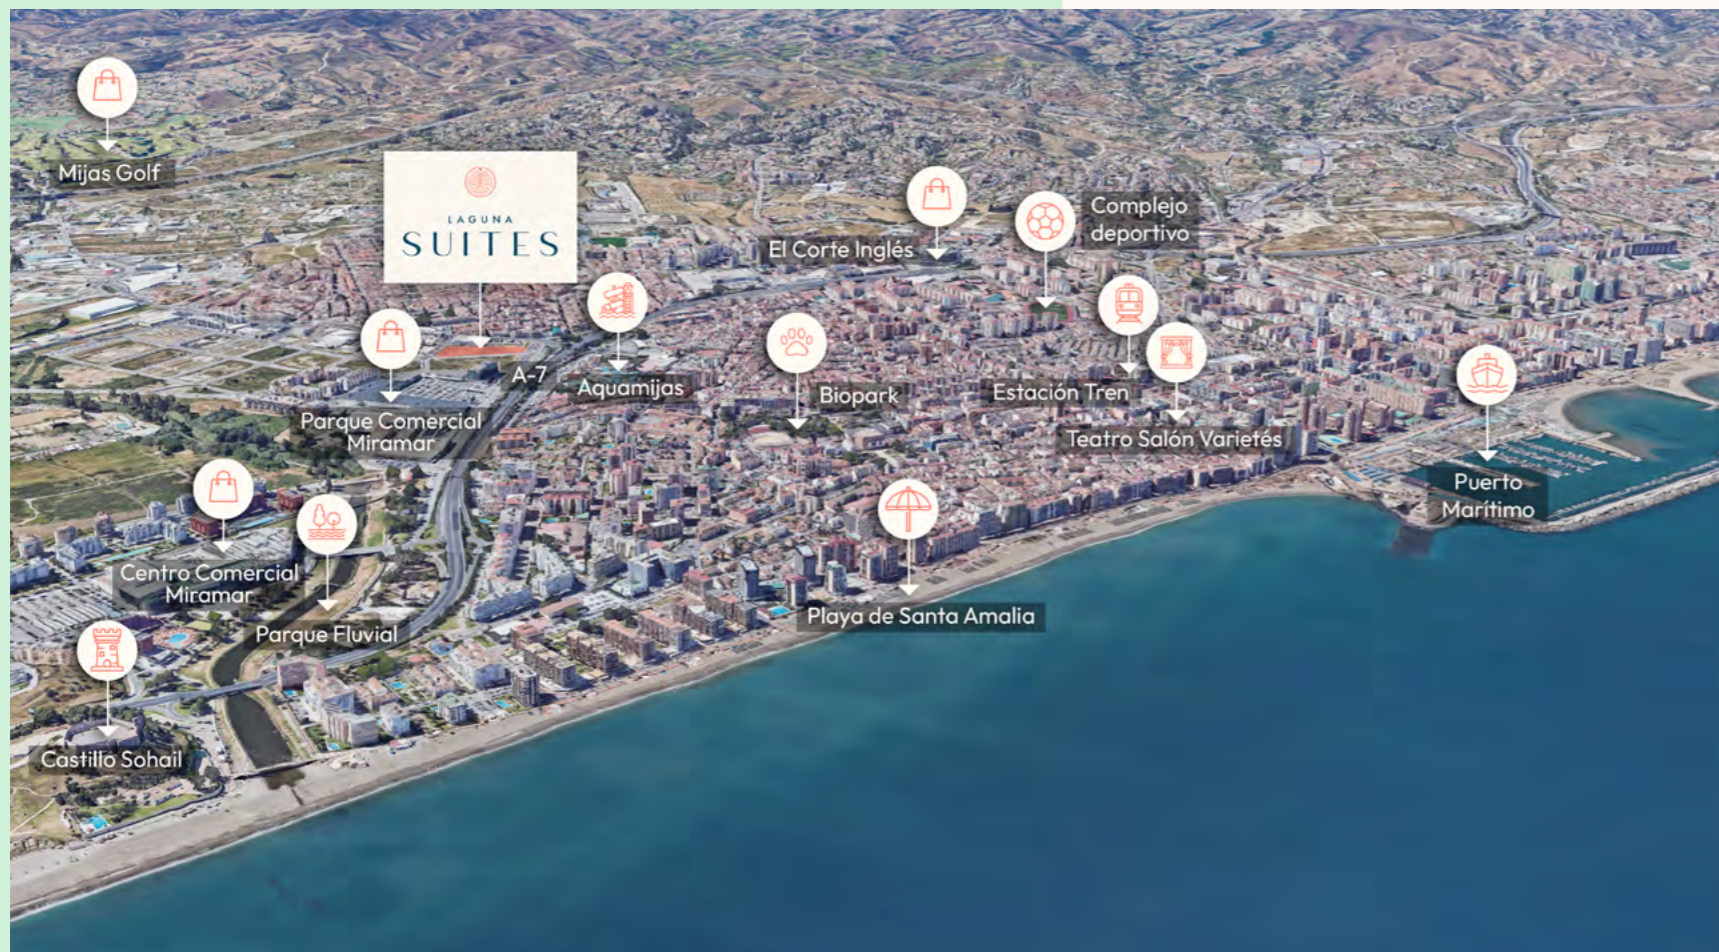 Mijas Golf
LAGUNA
SUITES
El Corte Inglés
Complejo
deportivo
A-7
Aquamijas
Biopark
Estación Tren
Parque Comercial
Miramar
Teatro Salón Varietés
Puerto
Marítimo
Centro Comercial
Miramar
Parque Fluvial
Playa de Santa Amalia
Castillo Sohail